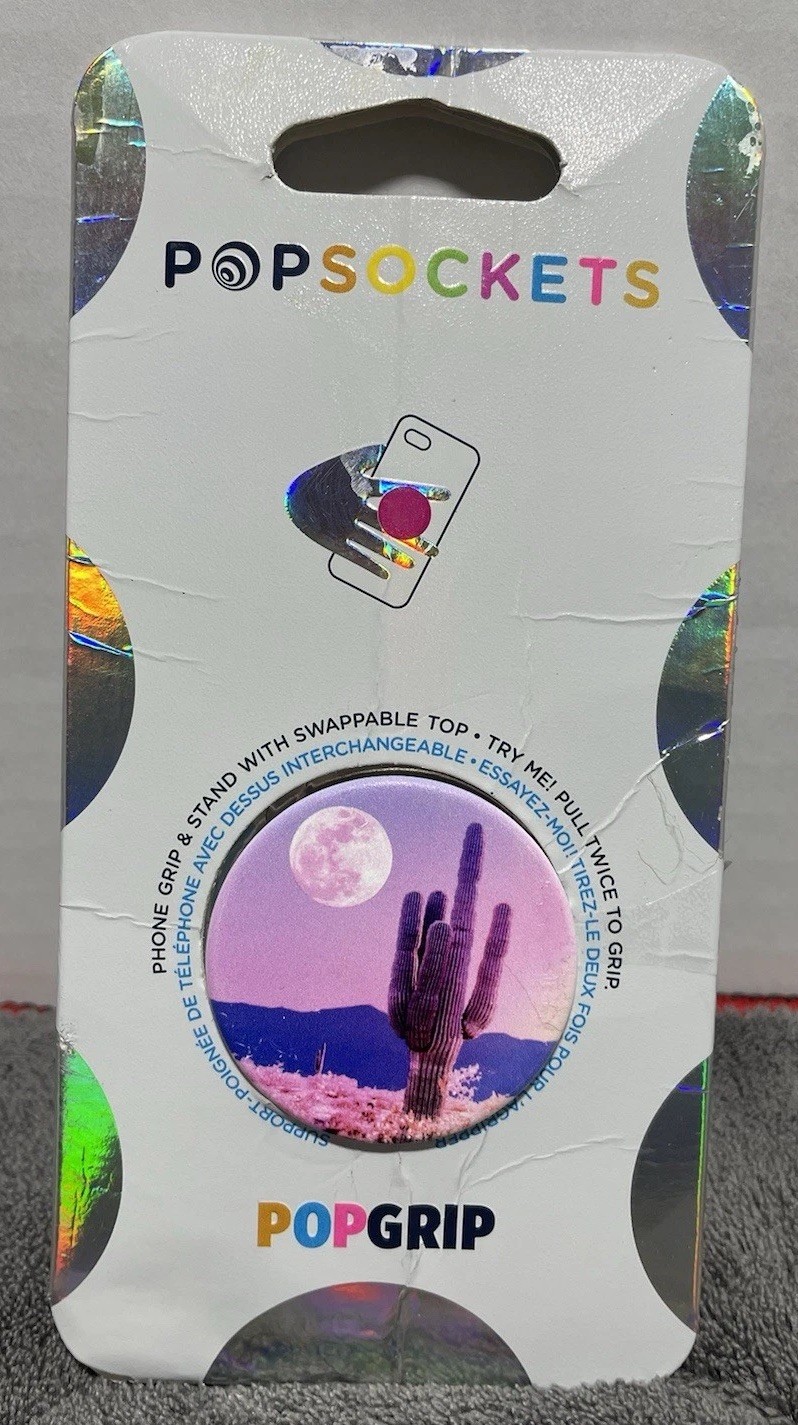 POPSOCKETS
PHONE GRIP & STAND WITH SWAPPABLE TOP • TRY ME! PULL TWICE TO GRIP.
SUPPORT-POIGNÉE DE TÉLÉPHONE AVEC DESSUS INTERCHANGEABLE • ESSAYEZ-MOI! TIREZ-LE DEUX FOIS POUR L'AGRIPPER
POPGRIP